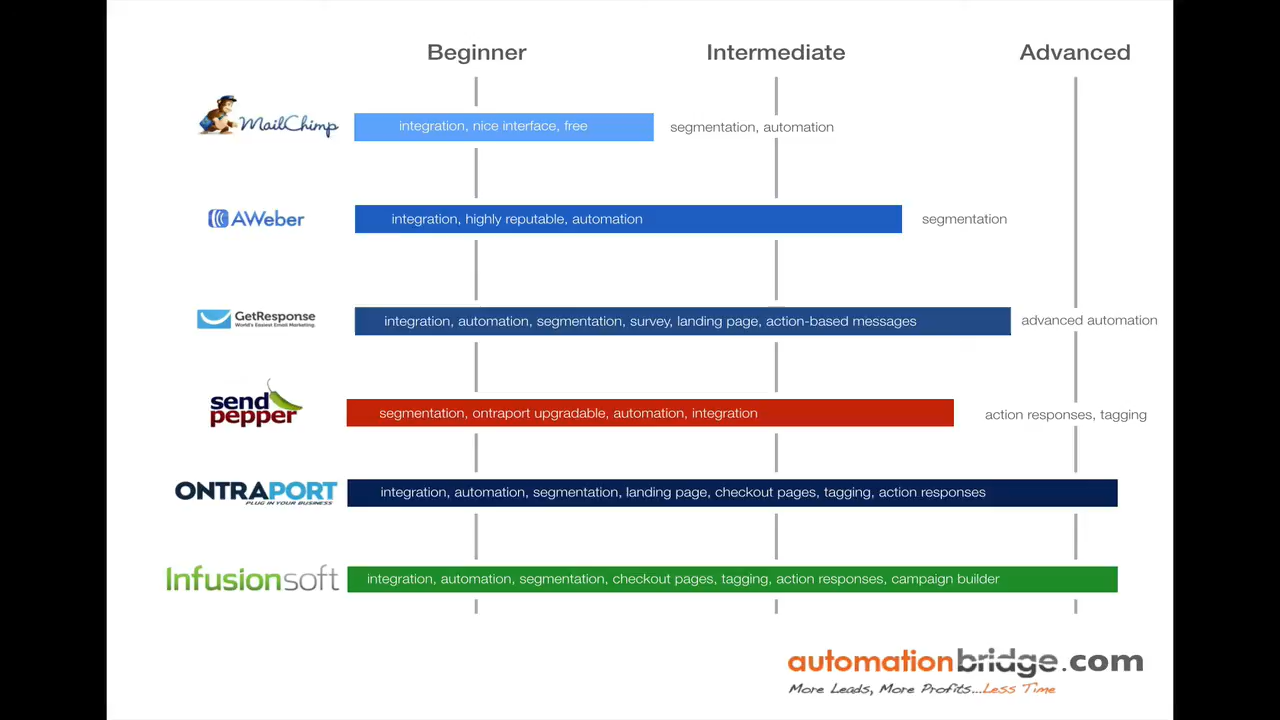 Beginner Intermediate Advanced
MailChimp integration, nice interface, free segmentation, automation
AWeber integration, highly reputable, automation segmentation
GetResponse
World's Easiest Email Marketing.
integration, automation, segmentation, survey, landing page, action-based messages advanced automation
send
pepper
segmentation, ontraport upgradable, automation, integration action responses, tagging
ONTRAPORT
PLUG IN YOUR BUSINESS
integration, automation, segmentation, landing page, checkout pages, tagging, action responses
Infusionsoft integration, automation, segmentation, checkout pages, tagging, action responses, campaign builder
automationbridge.com
More Leads, More Profits...Less Time